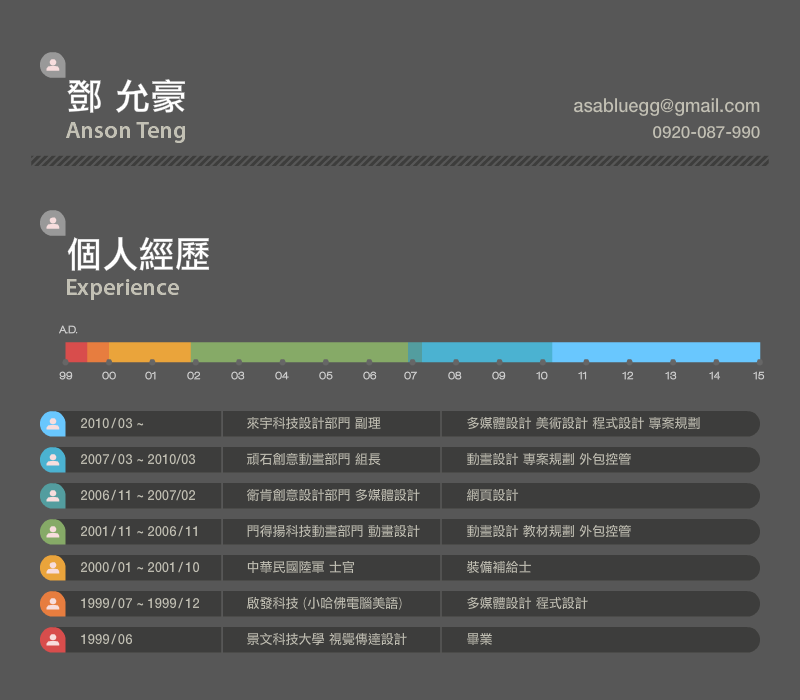 鄧 允豪
Anson Teng
asabluegg@gmail.com
0920-087-990
個人經歷
Experience
A.D.
99 00 01 02 03 04 05 06 07 08 09 10 11 12 13 14 15
2010/03 ~ 來宇科技設計部門 副理 多媒體設計 美術設計 程式設計 專案規劃
2007/03 ~ 2010/03 頑石創意動畫部門 組長 動畫設計 專案規劃 外包控管
2006/11 ~ 2007/02 衛肯創意設計部門 多媒體設計 網頁設計
2001/11 ~ 2006/11 門得揚科技動畫部門 動畫設計 動畫設計 教材規劃 外包控管
2000/01 ~ 2001/10 中華民國陸軍 士官 裝備補給士
1999/07 ~ 1999/12 啟發科技 (小哈佛電腦美語) 多媒體設計 程式設計
1999/06 景文科技大學 視覺傳達設計 畢業